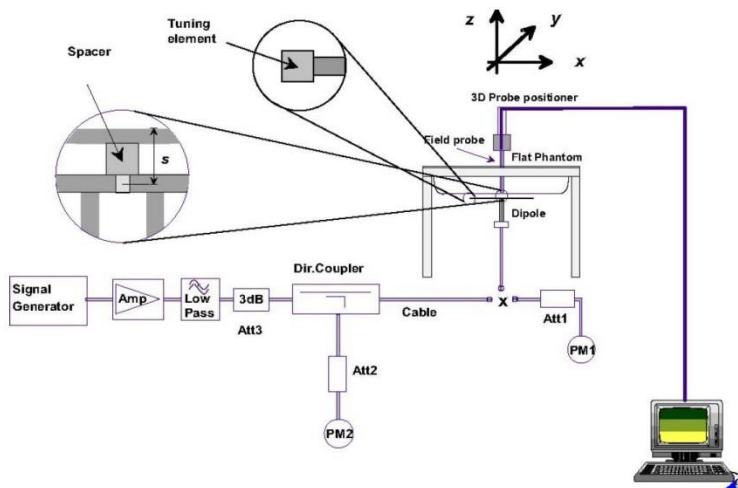 Tuning
element
Spacer
s
z
y
x
3D Probe positioner
Field probe
Flat Phantom
Dipole
Dir.Coupler
Signal
Generator
Amp
Low
Pass
3dB
Att3
Cable
x
Att1
PM1
Att2
PM2